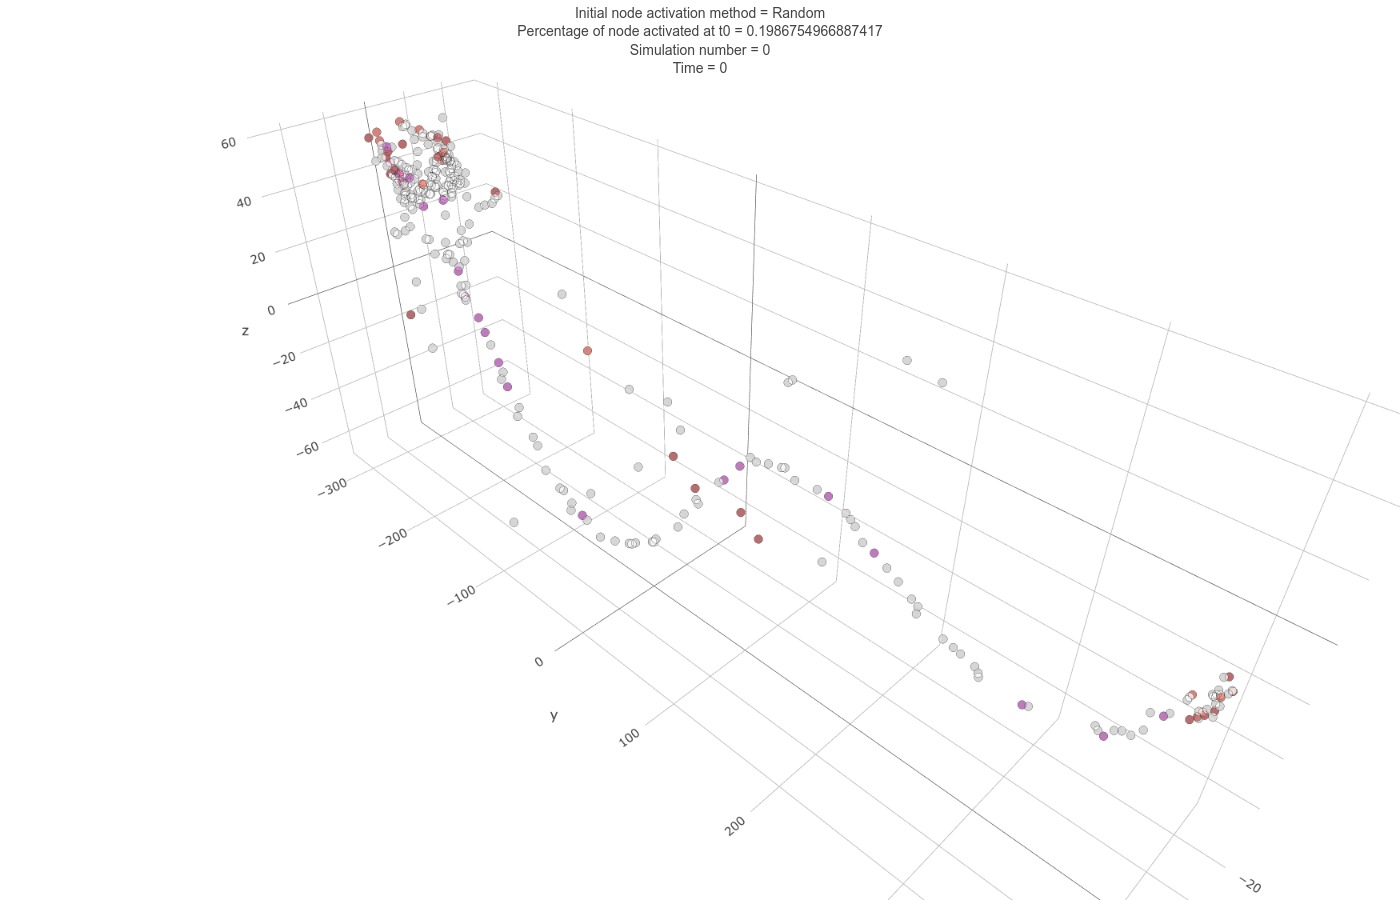 Initial node activation method = Random
Percentage of node activated at t0 = 0.1986754966887417
Simulation number = 0
Time = 0
60
40
20
0
z
−20
−40
−60
−300
−200
−100
0
y
100
200
−20